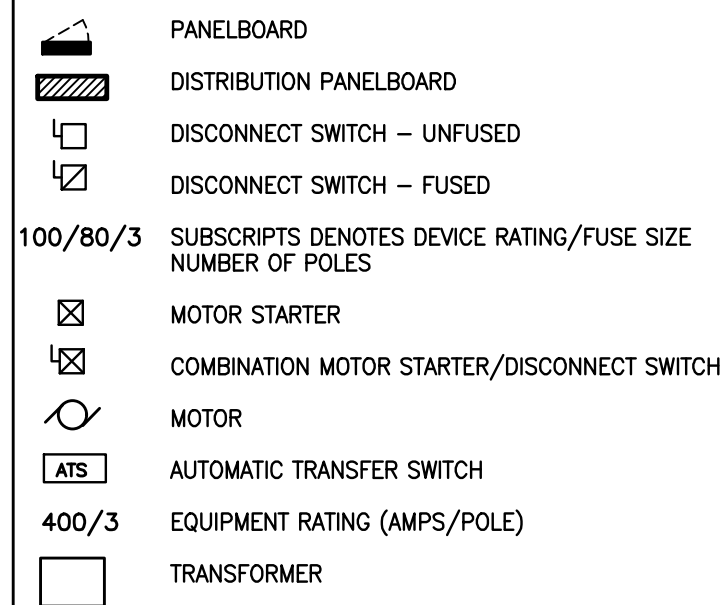 PANELBOARD
DISTRIBUTION PANELBOARD
DISCONNECT SWITCH – UNFUSED
DISCONNECT SWITCH – FUSED
100/80/3 SUBSCRIPTS DENOTES DEVICE RATING/FUSE SIZE
NUMBER OF POLES
MOTOR STARTER
COMBINATION MOTOR STARTER/DISCONNECT SWITCH
MOTOR
ATS AUTOMATIC TRANSFER SWITCH
400/3 EQUIPMENT RATING (AMPS/POLE)
TRANSFORMER